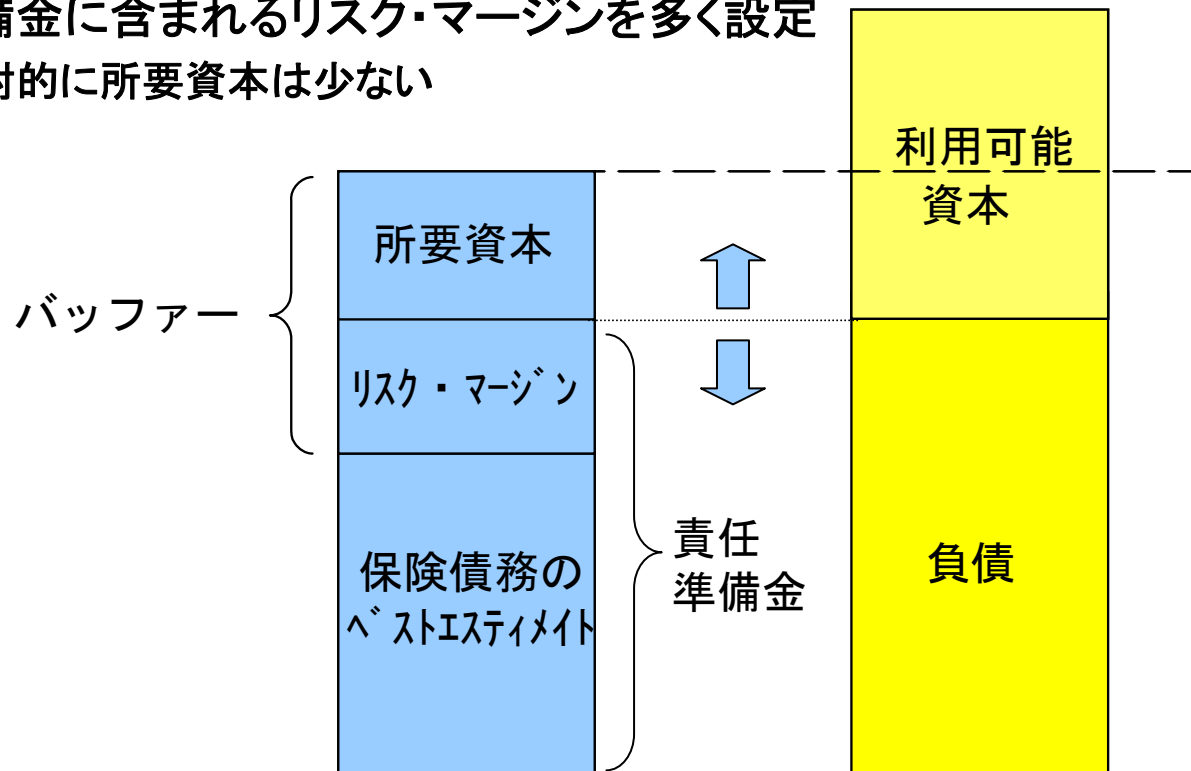 備金に含まれるリスク・マージンを多く設定
対的に所要資本は少ない
利用可能
資本
所要資本
バッファー
ﾘｽｸ・ﾏｰｼﾞﾝ
保険債務の
ﾍﾞｽﾄｴｽﾃｨﾒｲﾄ
責任
準備金
負債